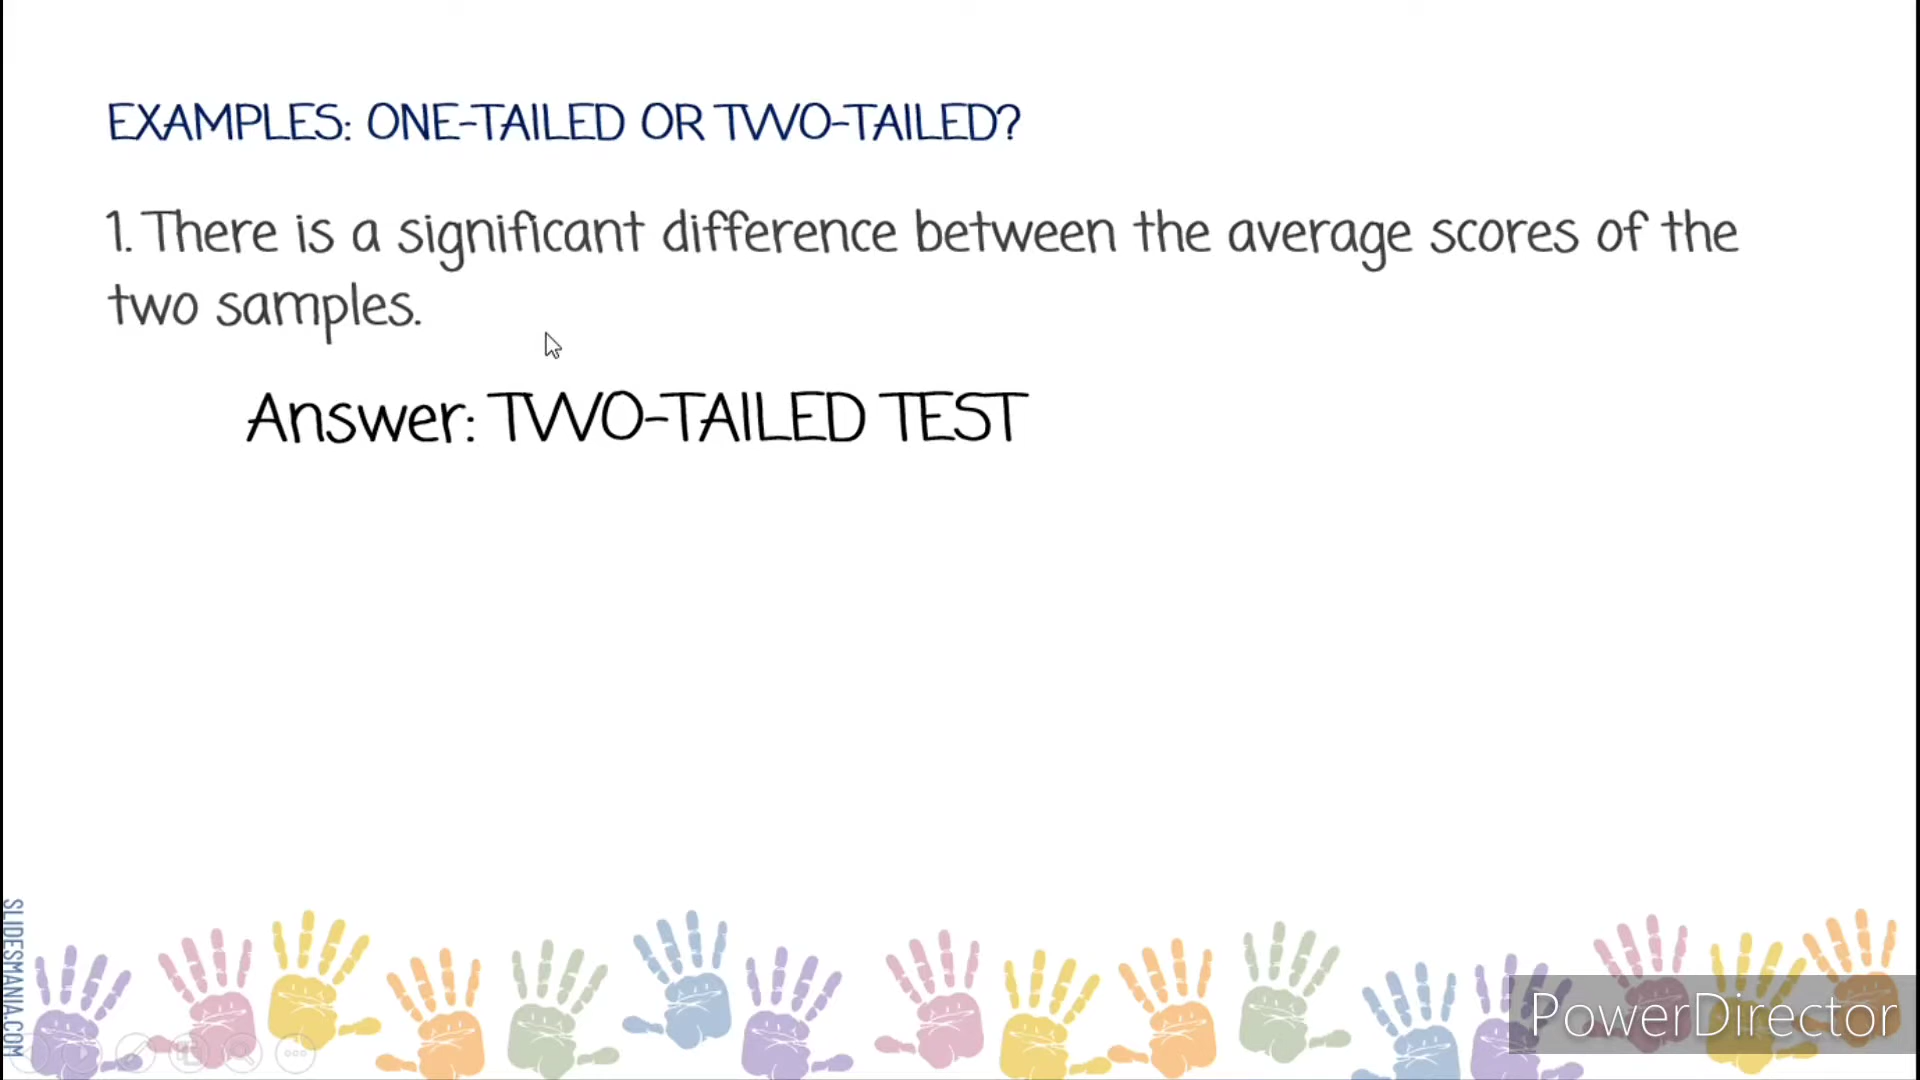 EXAMPLES: ONE-TAILED OR TWO-TAILED?
1. There is a significant difference between the average scores of the
two samples.
Answer: TWO-TAILED TEST
SLIDESMANIA.COM
PowerDirector